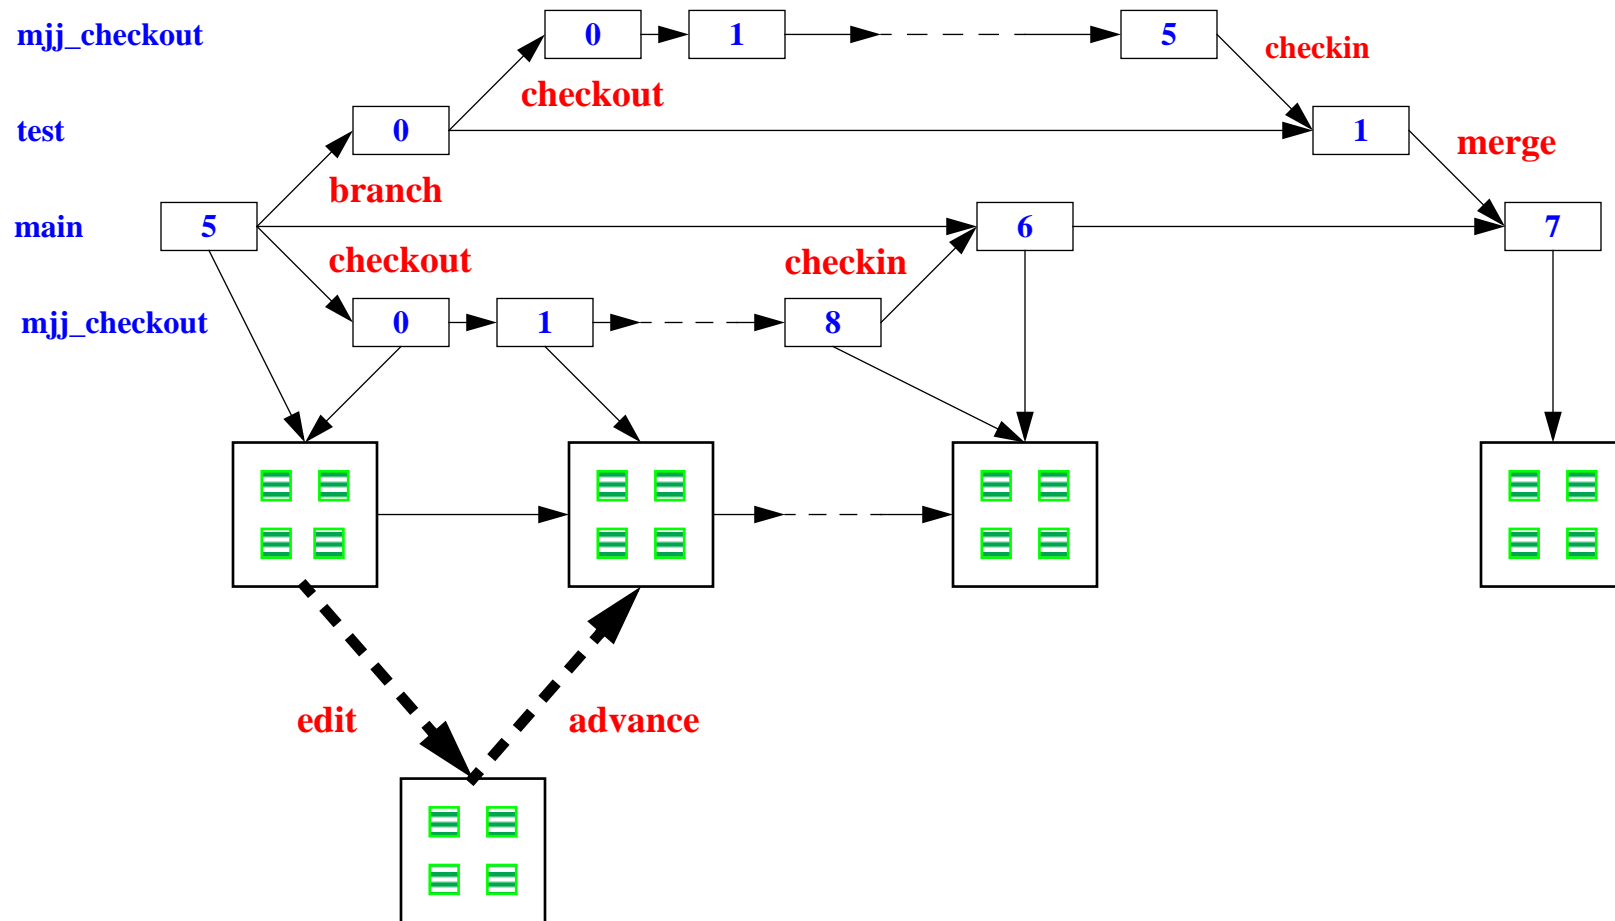 mjj_checkout 0 1 5
checkin
checkout
test 0 1
merge
branch
main 5 6 7
checkout checkin
mjj_checkout 0 1 8
edit advance